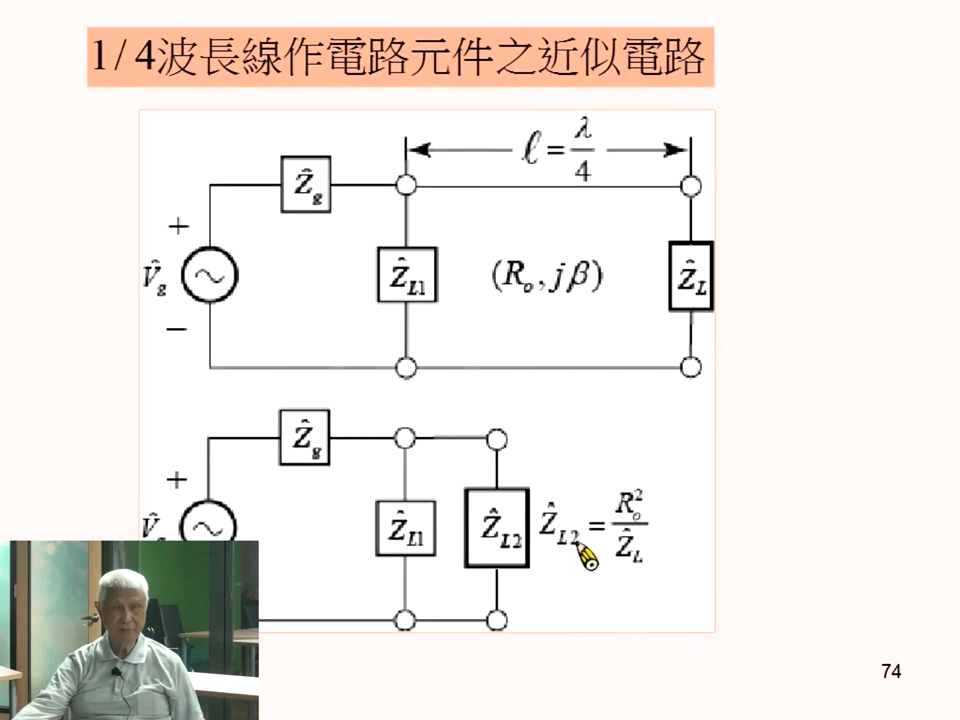 1/4波長線作電路元件之近似電路
ℓ = λ/4
Ẑg
+
V̂g
−
ẐL1
(Ro, jβ)
ẐL
Ẑg
+
V̂g
ẐL1
ẐL2
ẐL2 = Ro²/ẐL
74